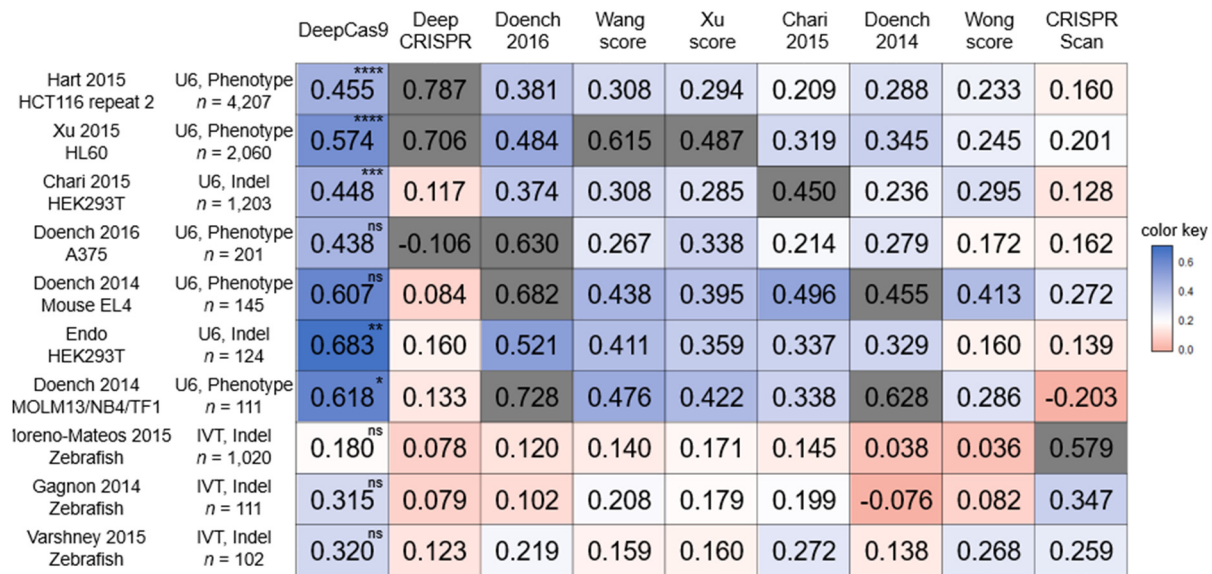 DeepCas9 Deep CRISPR Doench 2016 Wang score Xu score Chari 2015 Doench 2014 Wong score CRISPR Scan
Hart 2015 HCT116 repeat 2 U6, Phenotype n = 4,207 0.455**** 0.787 0.381 0.308 0.294 0.209 0.288 0.233 0.160
Xu 2015 HL60 U6, Phenotype n = 2,060 0.574**** 0.706 0.484 0.615 0.487 0.319 0.345 0.245 0.201
Chari 2015 HEK293T U6, Indel n = 1,203 0.448*** 0.117 0.374 0.308 0.285 0.450 0.236 0.295 0.128
Doench 2016 A375 U6, Phenotype n = 201 0.438ns -0.106 0.630 0.267 0.338 0.214 0.279 0.172 0.162
Doench 2014 Mouse EL4 U6, Phenotype n = 145 0.607ns 0.084 0.682 0.438 0.395 0.496 0.455 0.413 0.272
Endo HEK293T U6, Indel n = 124 0.683** 0.160 0.521 0.411 0.359 0.337 0.329 0.160 0.139
Doench 2014 MOLM13/NB4/TF1 U6, Phenotype n = 111 0.618* 0.133 0.728 0.476 0.422 0.338 0.628 0.286 -0.203
loreno-Mateos 2015 Zebrafish IVT, Indel n = 1,020 0.180ns 0.078 0.120 0.140 0.171 0.145 0.038 0.036 0.579
Gagnon 2014 Zebrafish IVT, Indel n = 111 0.315ns 0.079 0.102 0.208 0.179 0.199 -0.076 0.082 0.347
Varshney 2015 Zebrafish IVT, Indel n = 102 0.320ns 0.123 0.219 0.159 0.160 0.272 0.138 0.268 0.259
color key
0.6
0.4
0.2
0.0